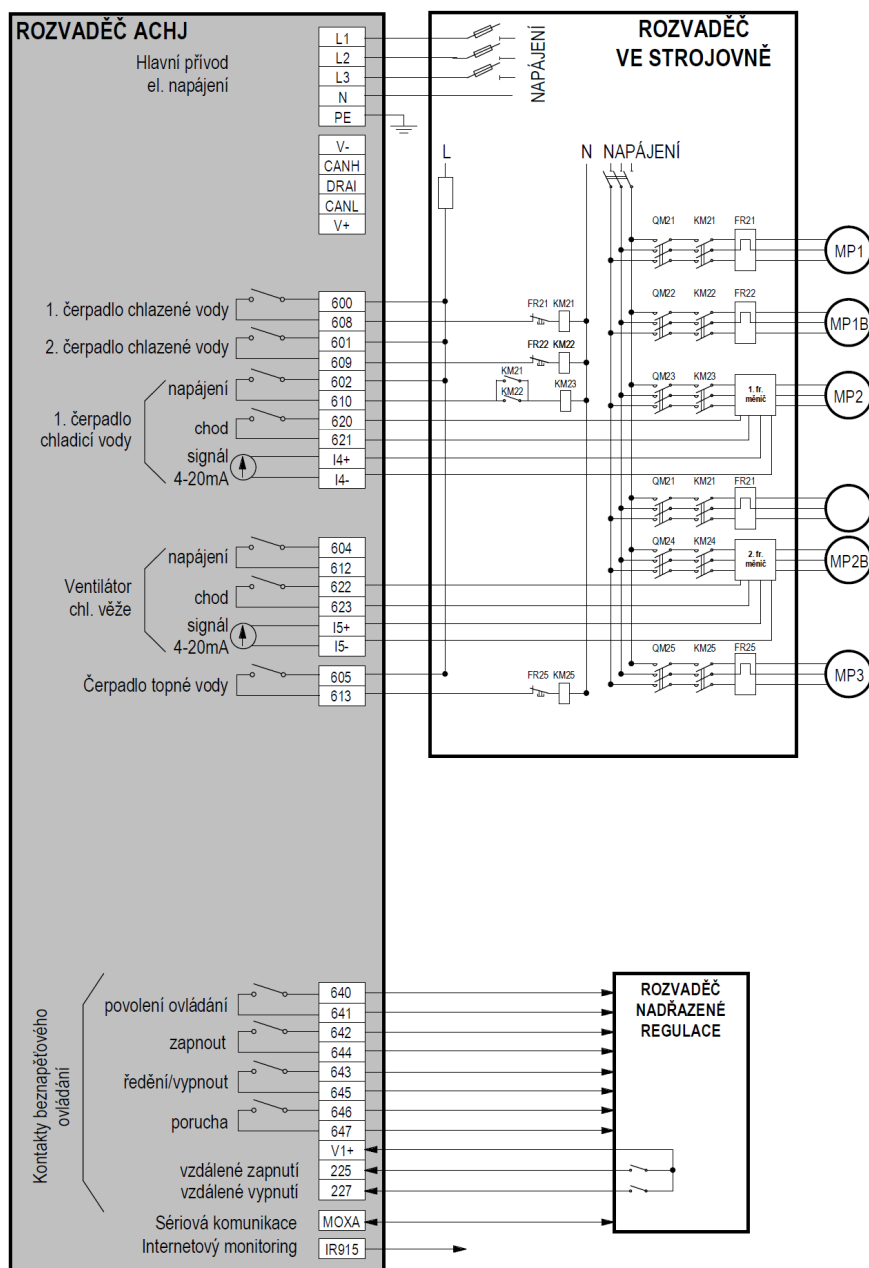 ROZVADĚČ ACHJ
Hlavní přívod
el. napájení
L1
L2
L3
N
PE
V-
CANH
DRAI
CANL
V+
NAPÁJENÍ
ROZVADĚČ
VE STROJOVNĚ
L
N NAPÁJENÍ
QM21 KM21 FR21
MP1
QM22 KM22 FR22
MP1B
QM23 KM23
1. fr.
měnič
MP2
QM21 KM21 FR21
QM24 KM24
2. fr.
měnič
MP2B
QM25 KM25 FR25
MP3
1. čerpadlo chlazené vody
600
608
FR21 KM21
2. čerpadlo chlazené vody
601
609
FR22 KM22
1. čerpadlo
chladicí vody
napájení
602
610
KM21
KM22
KM23
chod
620
621
signál
4-20mA
I4+
I4-
Ventilátor
chl. věže
napájení
604
612
chod
622
623
signál
4-20mA
I5+
I5-
Čerpadlo topné vody
605
613
FR25 KM25
Kontakty beznapěťového
ovládání
povolení ovládání
640
641
zapnout
642
644
ředění/vypnout
643
645
porucha
646
647
V1+
vzdálené zapnutí
225
vzdálené vypnutí
227
Sériová komunikace
MOXA
Internetový monitoring
IR915
ROZVADĚČ
NADŘAZENÉ
REGULACE